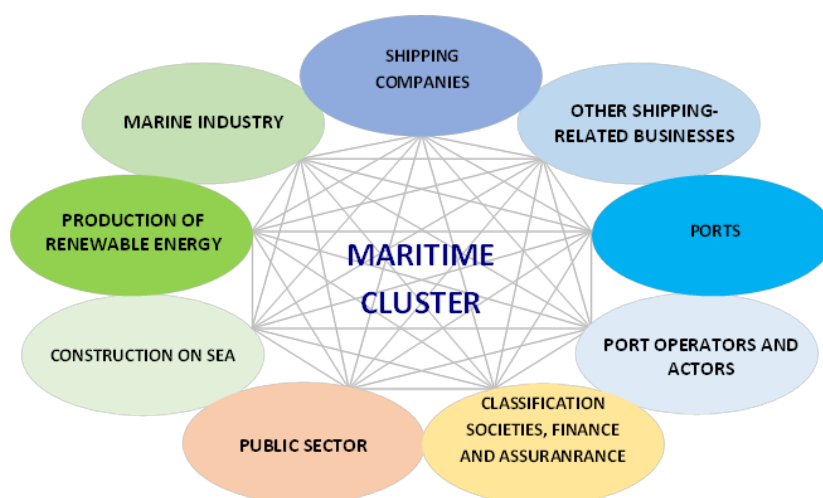 SHIPPING
COMPANIES
MARINE INDUSTRY
OTHER SHIPPING-
RELATED BUSINESSES
PRODUCTION OF
RENEWABLE ENERGY
PORTS
MARITIME
CLUSTER
CONSTRUCTION ON SEA
PORT OPERATORS AND
ACTORS
PUBLIC SECTOR
CLASSIFICATION
SOCIETIES, FINANCE
AND ASSURANRANCE